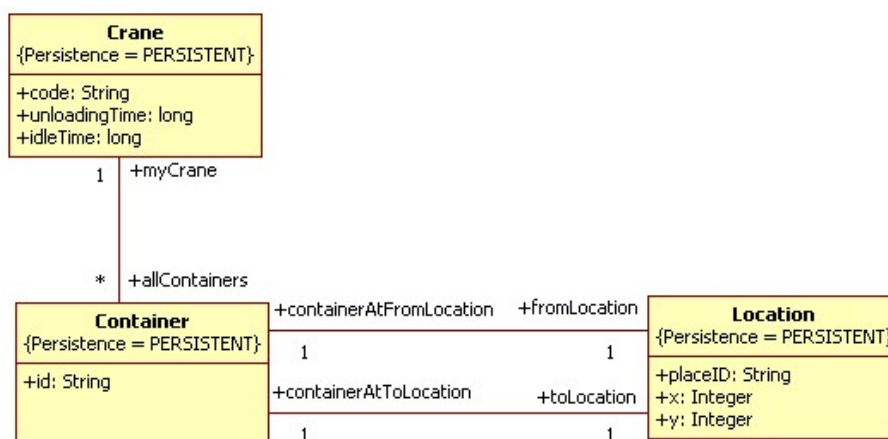 Crane
{Persistence = PERSISTENT}
+code: String
+unloadingTime: long
+idleTime: long
1 +myCrane
* +allContainers
Container
{Persistence = PERSISTENT}
+id: String
+containerAtFromLocation +fromLocation
1 1
+containerAtToLocation +toLocation
1 1
Location
{Persistence = PERSISTENT}
+placeID: String
+x: Integer
+y: Integer